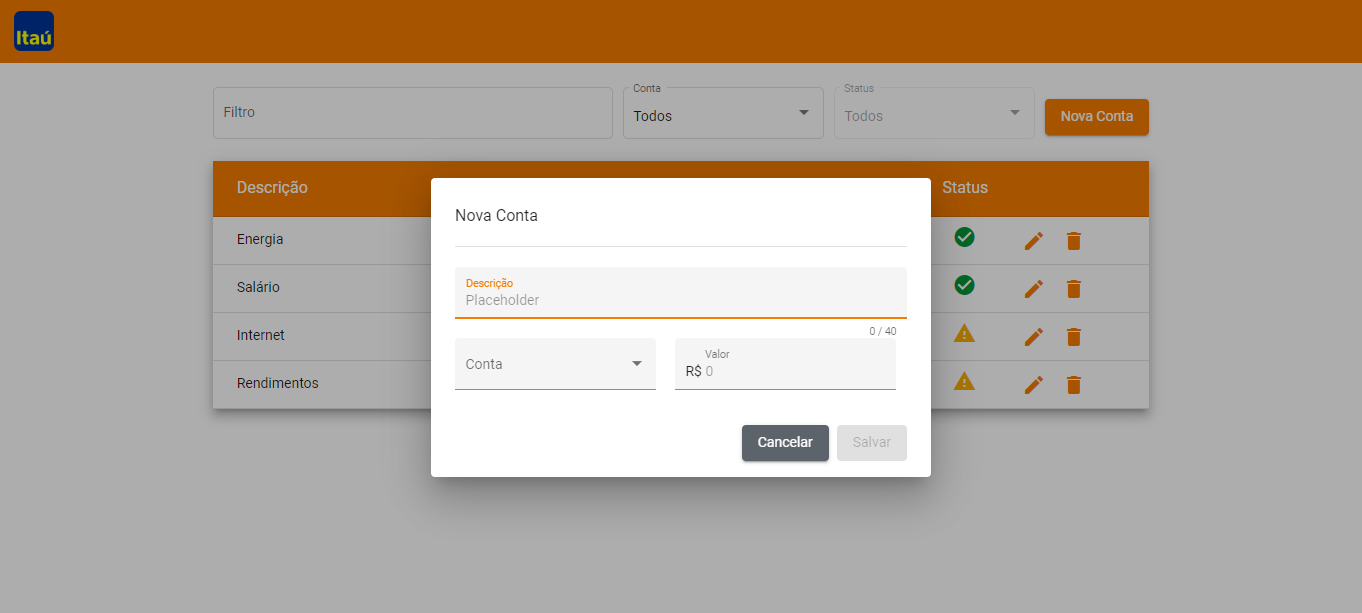 Itaú
Filtro
Conta
Todos
Status
Todos
Nova Conta
Descrição
Status
Energia
Salário
Internet
Rendimentos
Nova Conta
Descrição
Placeholder
0 / 40
Conta
Valor
R$ 0
Cancelar
Salvar